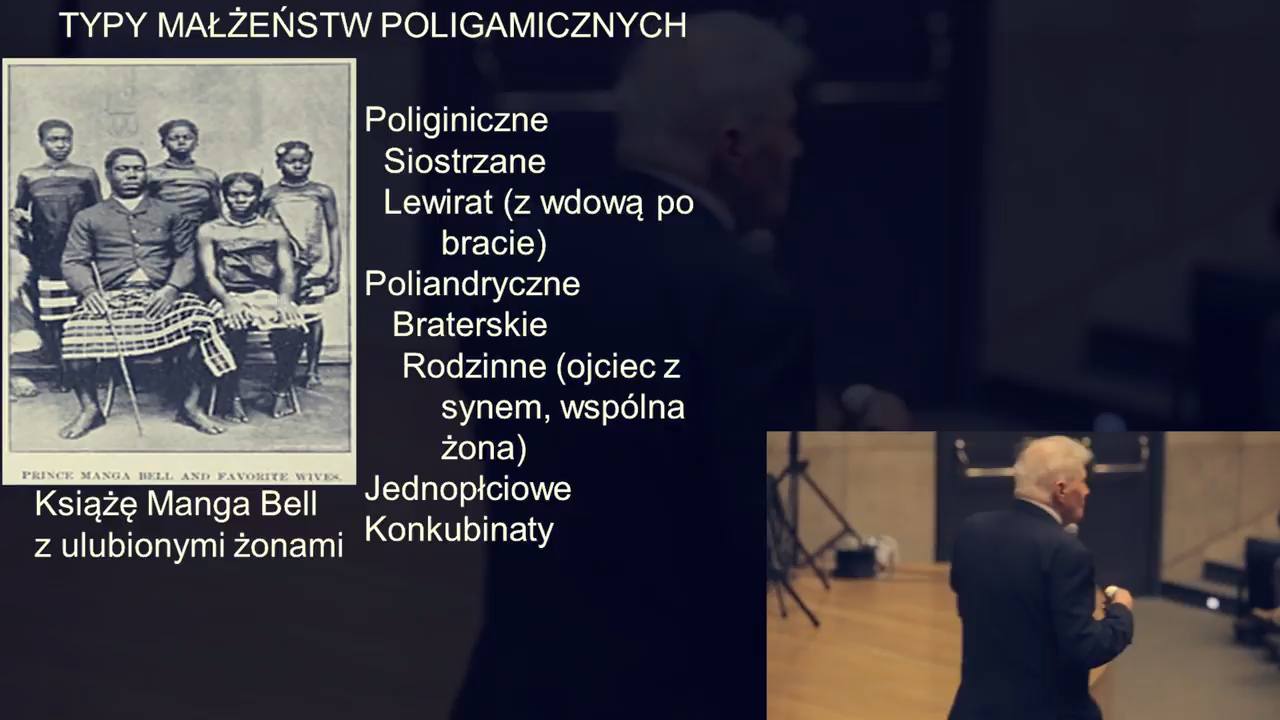 TYPY MAŁŻEŃSTW POLIGAMICZNYCH
Poliginiczne
Siostrzane
Lewirat (z wdową po
bracie)
Poliandryczne
Braterskie
Rodzinne (ojciec z
synem, wspólna
żona)
Jednopłciowe
Konkubinaty
PRINCE MANGA BELL AND FAVORITE WIVES.
Książę Manga Bell
z ulubionymi żonami